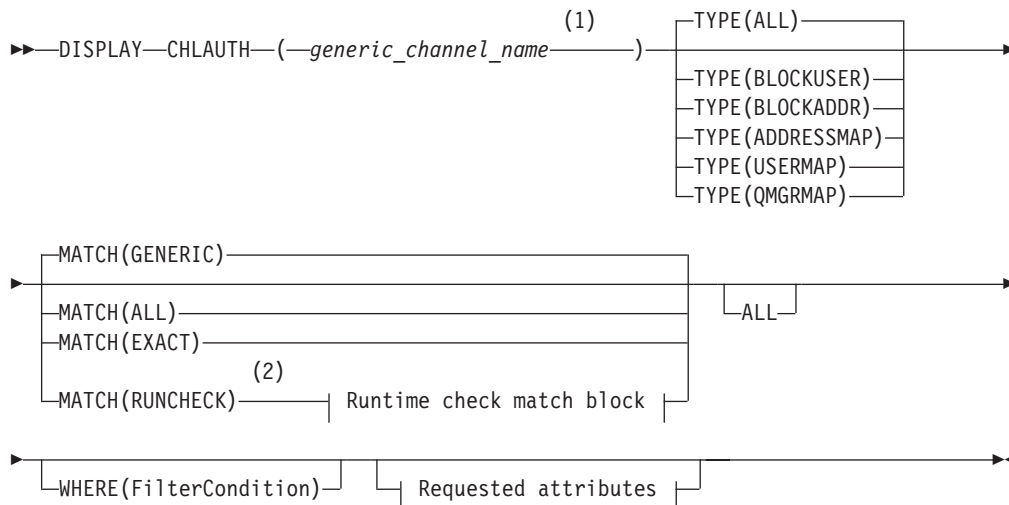 (1)
TYPE(ALL)
DISPLAY CHLAUTH ( generic_channel_name )
TYPE(BLOCKUSER)
TYPE(BLOCKADDR)
TYPE(ADDRESSMAP)
TYPE(USERMAP)
TYPE(QMGRMAP)
MATCH(GENERIC)
MATCH(ALL)
ALL
MATCH(EXACT)
(2)
MATCH(RUNCHECK) Runtime check match block
WHERE(FilterCondition) Requested attributes